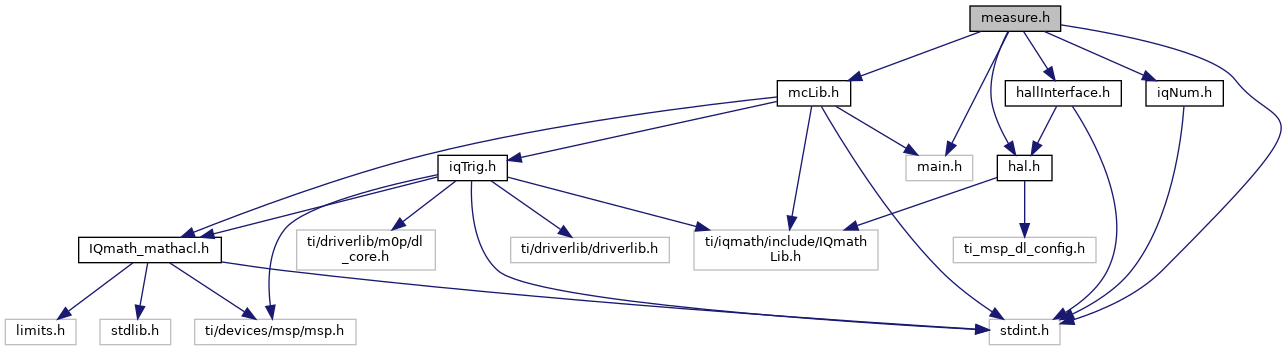 measure.h
mcLib.h
hallInterface.h
iqNum.h
iqTrig.h
main.h
hal.h
IQmath_mathacl.h
ti/driverlib/m0p/dl
_core.h
ti/driverlib/driverlib.h
ti/iqmath/include/IQmath
Lib.h
ti_msp_dl_config.h
limits.h
stdlib.h
ti/devices/msp/msp.h
stdint.h